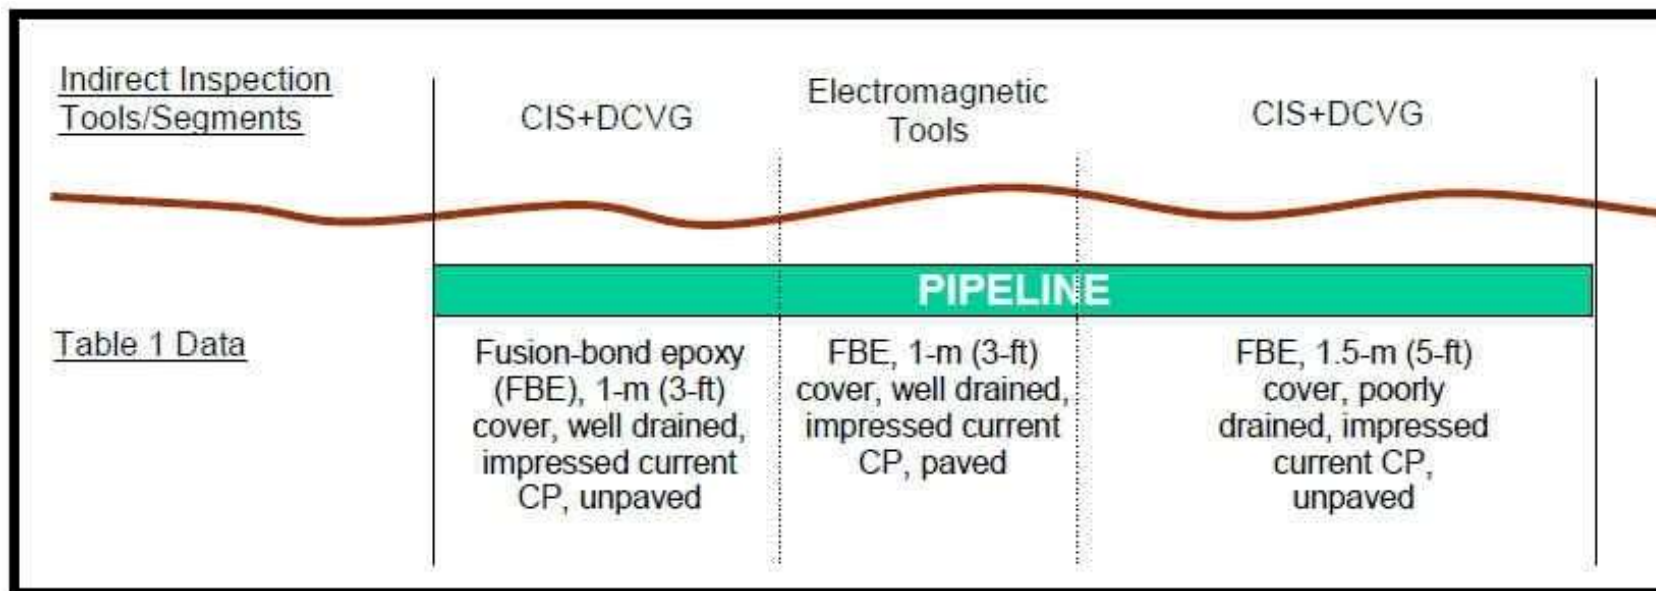 Indirect Inspection
Tools/Segments
CIS+DCVG
Electromagnetic
Tools
CIS+DCVG
PIPELINE
Table 1 Data
Fusion-bond epoxy
(FBE), 1-m (3-ft)
cover, well drained,
impressed current
CP, unpaved
FBE, 1-m (3-ft)
cover, well drained,
impressed current
CP, paved
FBE, 1.5-m (5-ft)
cover, poorly
drained, impressed
current CP,
unpaved